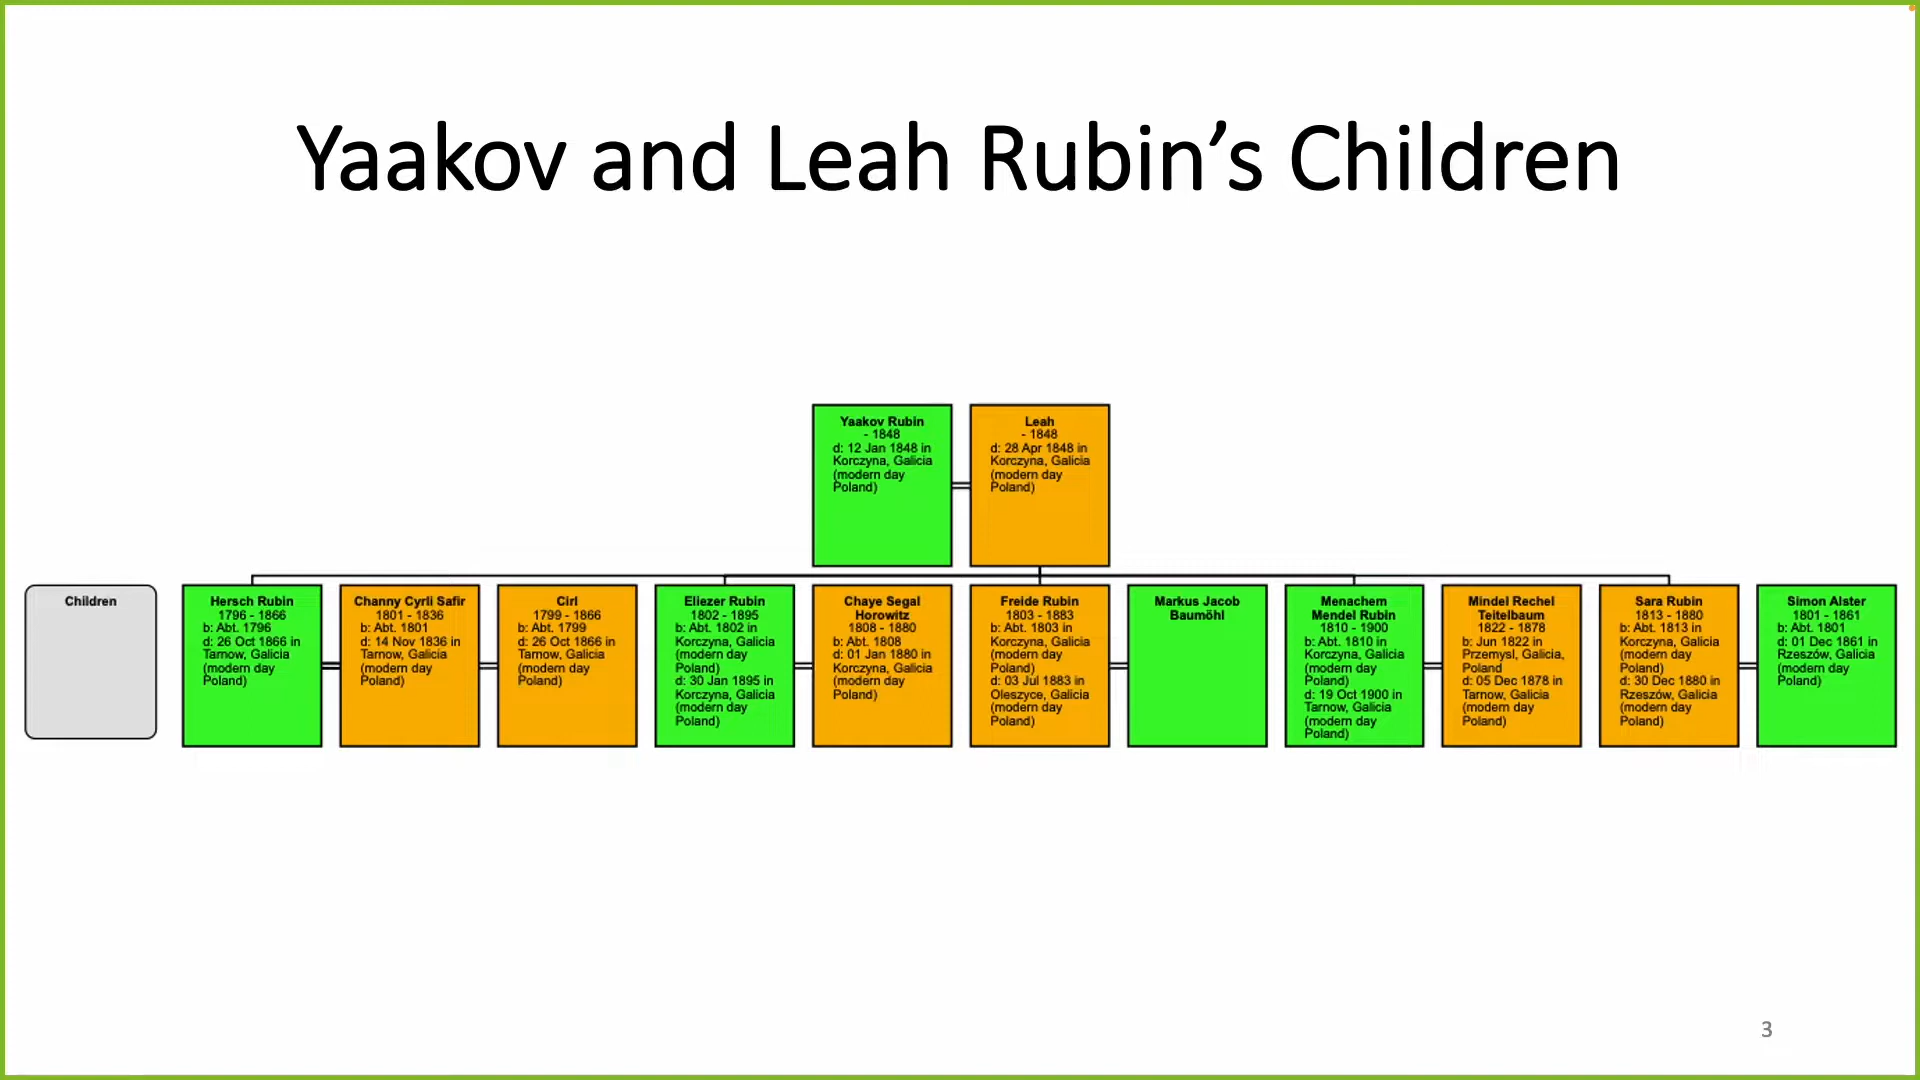 Yaakov and Leah Rubin's Children
Yaakov Rubin
- 1848
d: 12 Jan 1848 in
Korczyna, Galicia
(modern day
Poland)
Leah
- 1848
d: 28 Apr 1848 in
Korczyna, Galicia
(modern day
Poland)
Children
Hersch Rubin
1796 - 1866
b: Abt. 1796
d: 26 Oct 1866 in
Tarnow, Galicia
(modern day
Poland)
Channy Cyrli Safir
1801 - 1836
b: Abt. 1801
d: 14 Nov 1836 in
Tarnow, Galicia
(modern day
Poland)
Cirl
1799 - 1866
b: Abt. 1799
d: 26 Oct 1866 in
Tarnow, Galicia
(modern day
Poland)
Eliezer Rubin
1802 - 1895
b: Abt. 1802 in
Korczyna, Galicia
(modern day
Poland)
d: 30 Jan 1895 in
Korczyna, Galicia
(modern day
Poland)
Chaye Segal
Horowitz
1808 - 1880
b: Abt. 1808
d: 01 Jan 1880 in
Korczyna, Galicia
(modern day
Poland)
Freide Rubin
1803 - 1883
b: Abt. 1803 in
Korczyna, Galicia
(modern day
Poland)
d: 03 Jul 1883 in
Oleszyce, Galicia
(modern day
Poland)
Markus Jacob
Baumöhl
Menachem
Mendel Rubin
1810 - 1900
b: Abt. 1810 in
Korczyna, Galicia
(modern day
Poland)
d: 19 Oct 1900 in
Tarnow, Galicia
(modern day
Poland)
Mindel Rechel
Teitelbaum
1822 - 1878
b: Jun 1822 in
Przemysl, Galicia,
Poland
d: 05 Dec 1878 in
Tarnow, Galicia
(modern day
Poland)
Sara Rubin
1813 - 1880
b: Abt. 1813 in
Korczyna, Galicia
(modern day
Poland)
d: 30 Dec 1880 in
Rzeszów, Galicia
(modern day
Poland)
Simon Alster
1801 - 1861
b: Abt. 1801
d: 01 Dec 1861 in
Rzeszów, Galicia
(modern day
Poland)
3